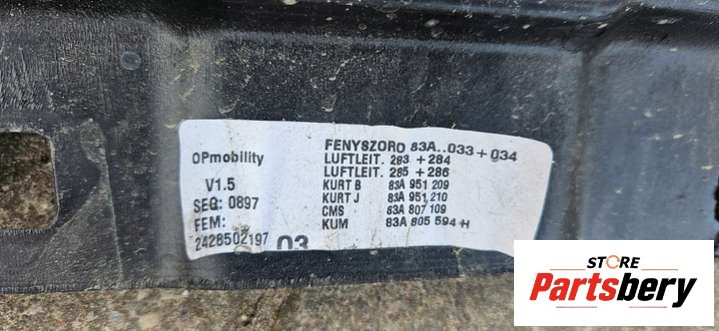 OPmobility
V1.5
SEQ: 0897
FEM:
2428502197
03
FENYSZORO 83A..033+034
LUFTLEIT. 283+284
LUFTLEIT. 285+286
KURT B 83A 951 209
KURT J 83A 951 210
CMS 83A 807 109
KUM 83A 805 594 H
STORE
Partsbery